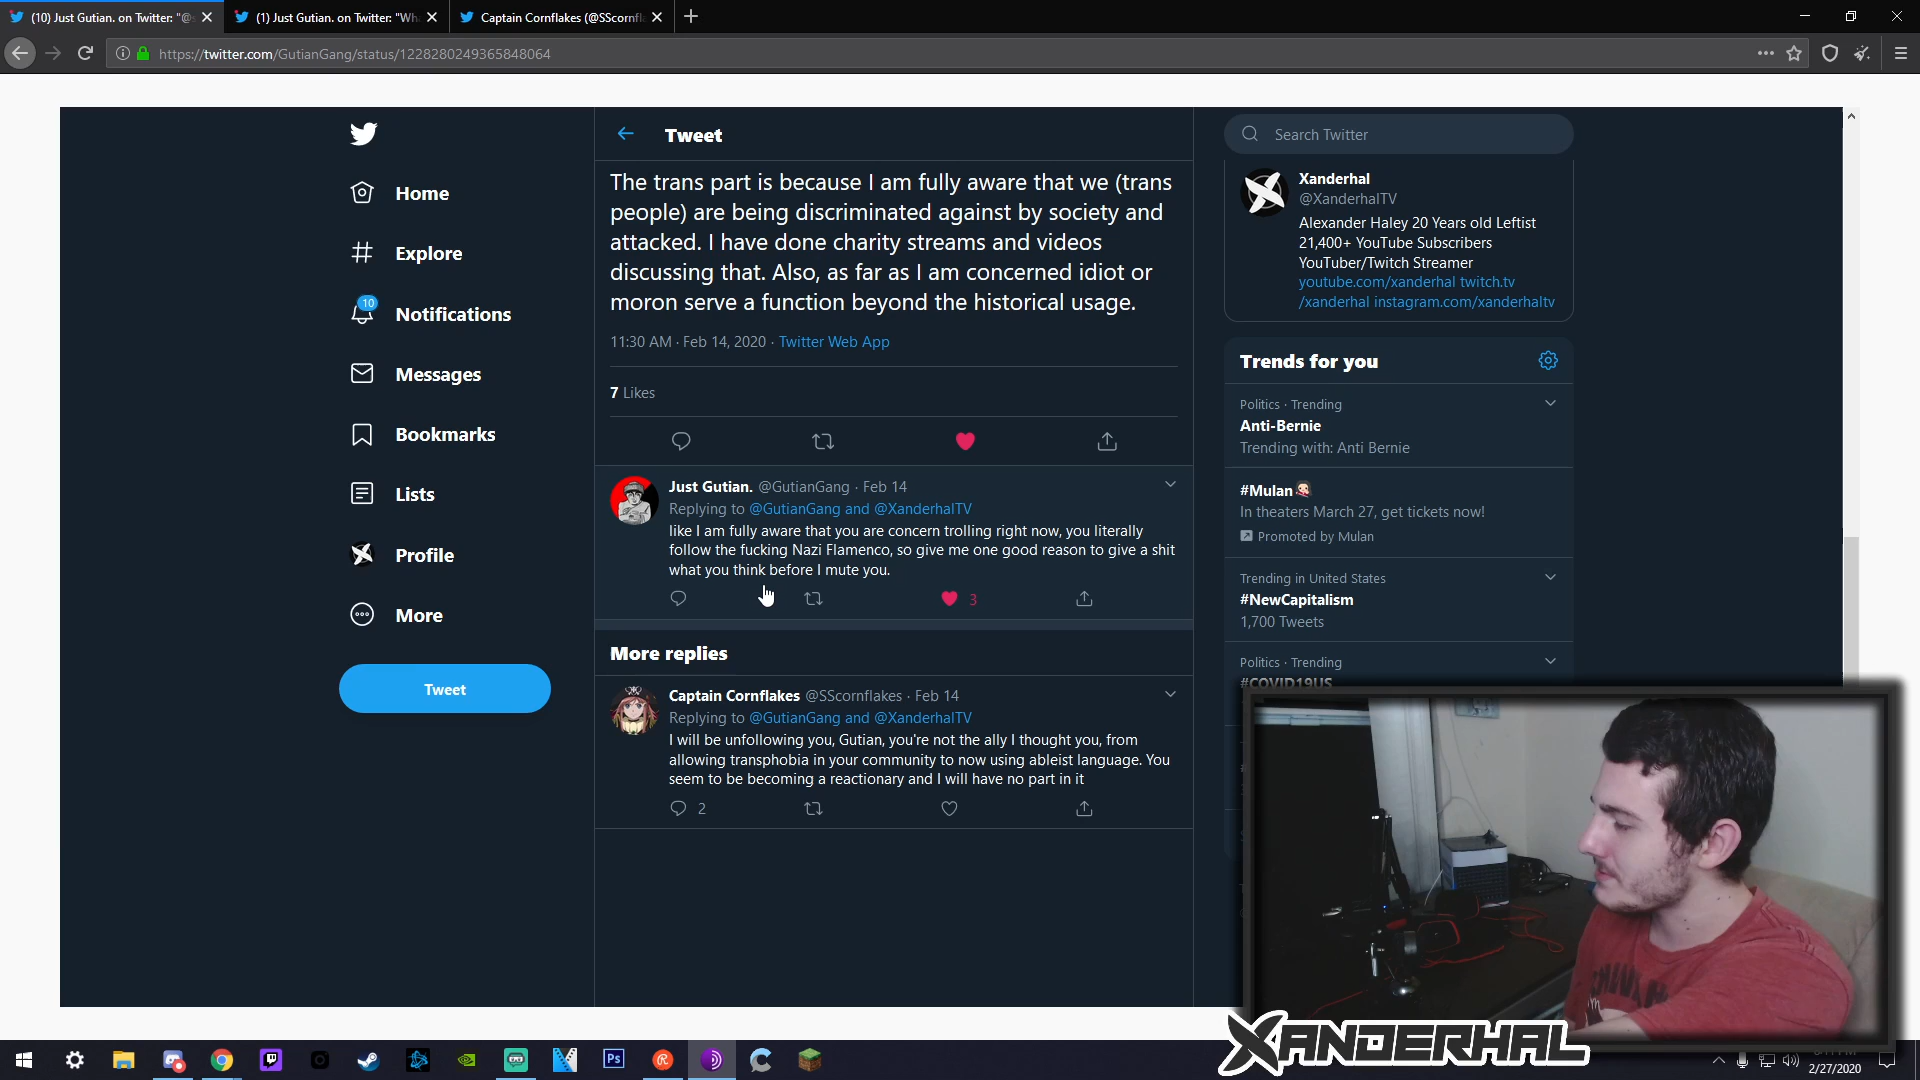 (10) Just Gutian. on Twitter: "@s
(1) Just Gutian. on Twitter: "Wh
Captain Cornflakes (@SScornfl
https://twitter.com/GutianGang/status/1228280249365848064
Tweet
Search Twitter
Home
Explore
10
Notifications
Messages
Bookmarks
Lists
Profile
More
Tweet
The trans part is because I am fully aware that we (trans
people) are being discriminated against by society and
attacked. I have done charity streams and videos
discussing that. Also, as far as I am concerned idiot or
moron serve a function beyond the historical usage.
11:30 AM · Feb 14, 2020 · Twitter Web App
7 Likes
Just Gutian. @GutianGang · Feb 14
Replying to @GutianGang and @XanderhalTV
like I am fully aware that you are concern trolling right now, you literally
follow the fucking Nazi Flamenco, so give me one good reason to give a shit
what you think before I mute you.
3
More replies
Captain Cornflakes @SScornflakes · Feb 14
Replying to @GutianGang and @XanderhalTV
I will be unfollowing you, Gutian, you're not the ally I thought you, from
allowing transphobia in your community to now using ableist language. You
seem to be becoming a reactionary and I will have no part in it
2
Xanderhal
@XanderhalTV
Alexander Haley 20 Years old Leftist
21,400+ YouTube Subscribers
YouTuber/Twitch Streamer
youtube.com/xanderhal twitch.tv
/xanderhal instagram.com/xanderhaltv
Trends for you
Politics · Trending
Anti-Bernie
Trending with: Anti Bernie
#Mulan
In theaters March 27, get tickets now!
Promoted by Mulan
Trending in United States
#NewCapitalism
1,700 Tweets
Politics · Trending
#COVID19US
XANDERHAL
Ps
2/27/2020